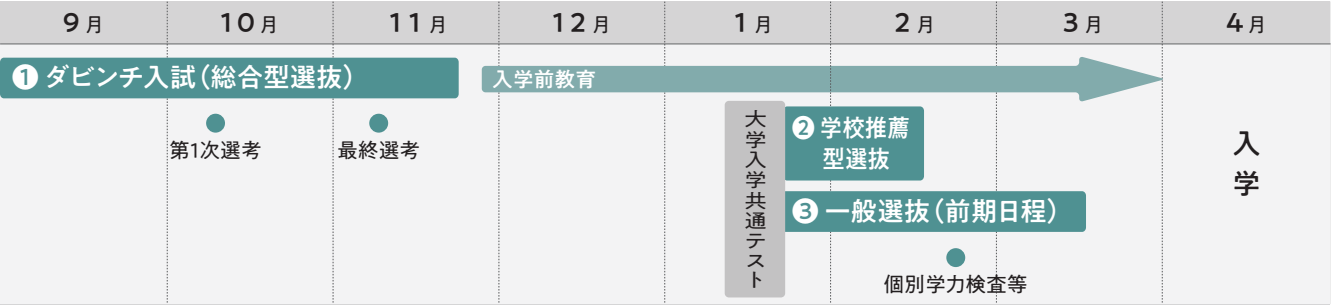 9月 10月 11月 12月 1月 2月 3月 4月
❶ ダビンチ入試（総合型選抜）
入学前教育
第1次選考
最終選考
大学入学共通テスト
❷ 学校推薦
型選抜
❸ 一般選抜（前期日程）
個別学力検査等
入学